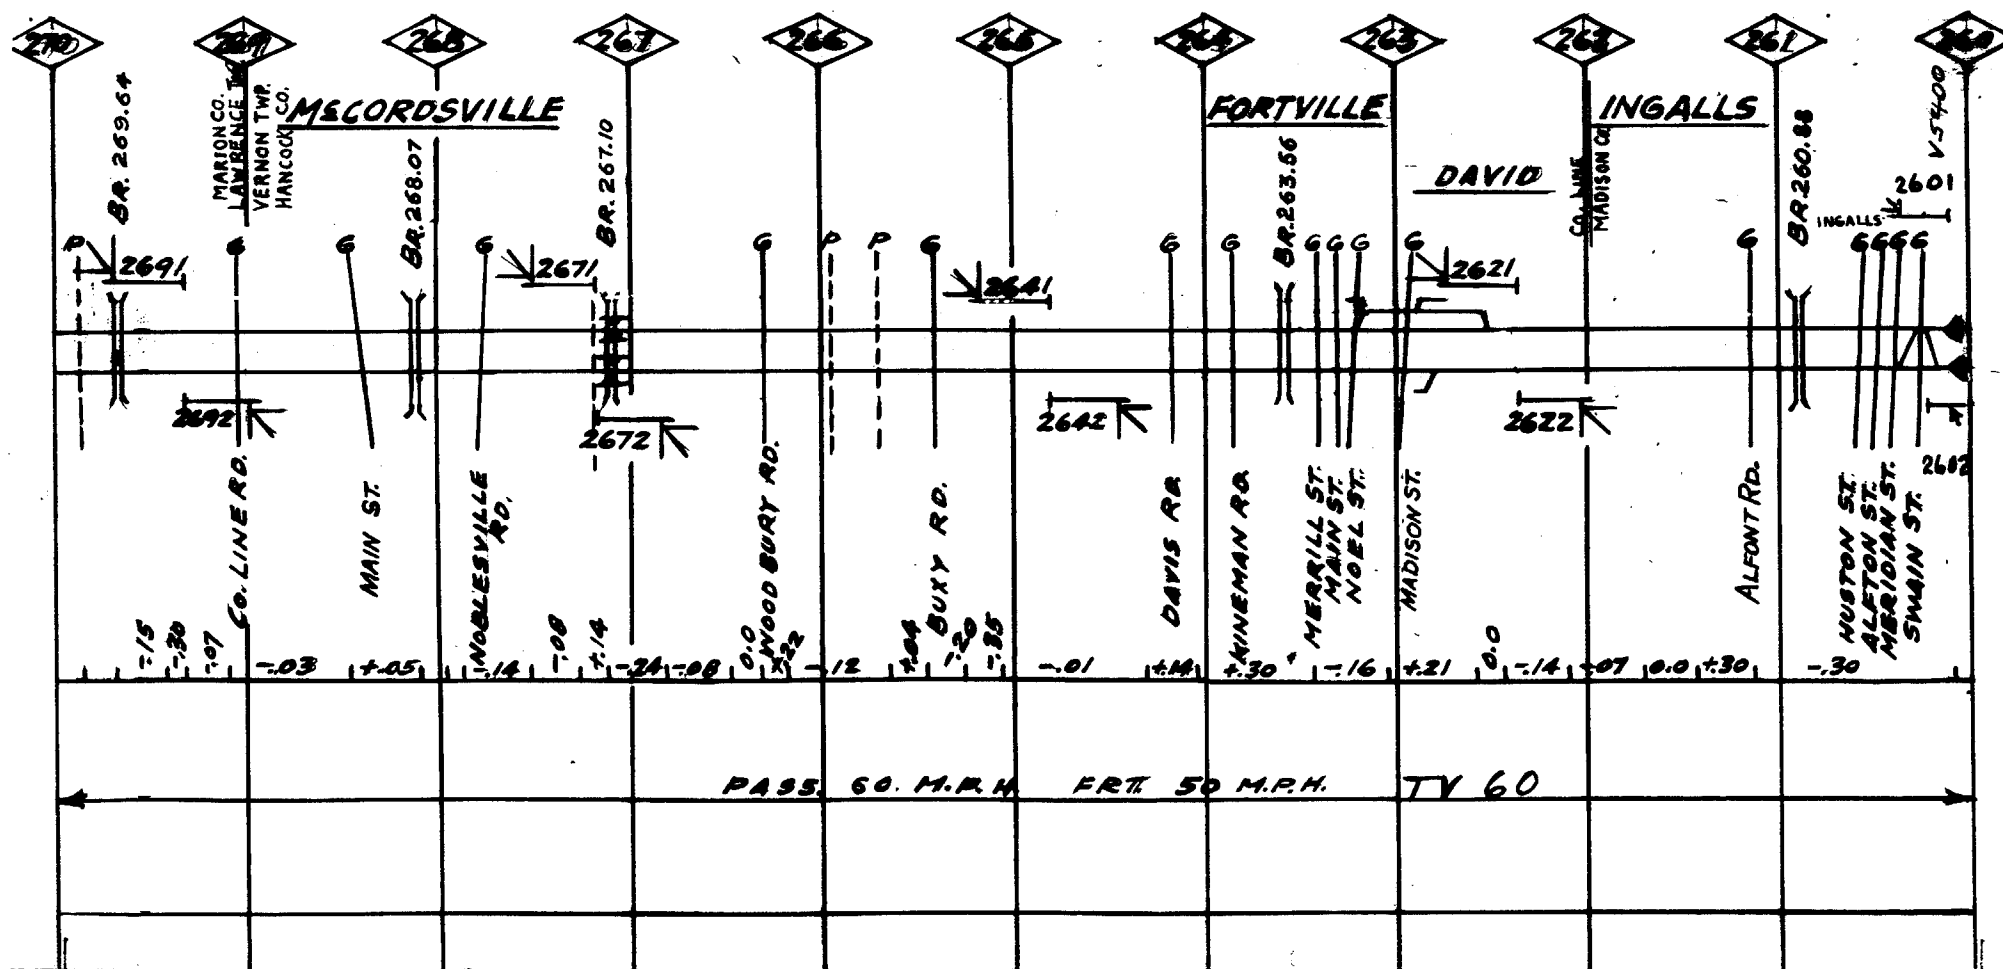 270 269 268 267 266 265 264 263 262 261 260
McCORDSVILLE FORTVILLE INGALLS
DAVID
BR. 269.64
MARION CO.
LAWRENCE TWP.
VERNON TWP.
HANCOCK CO.
BR. 268.07
BR. 267.10
BR. 263.56
CO. LINE
MADISON CO.
BR. 260.88
V-5400
INGALLS
2601
P G G G G P P G G G G G G G G G G G G
2691 2671 2641 2621
2692 2672 2642 2622 2602
Co. LINE RD.
MAIN ST.
NOBLESVILLE
RD.
WOODBURY RD.
BUXY RD.
DAVIS RD.
KINEMAN RD.
MERRILL ST.
MAIN ST.
NOEL ST.
MADISON ST.
ALFONT RD.
HUSTON ST.
ALFTON ST.
MERIDIAN ST.
SWAIN ST.
-.15 -.30 -.07 -.03 +.05 -.14 -.08 +.14 -.24 -.08 0.0 -.12 +.04 -.20 -.35 -.01 +.14 +.30 -.16 +.21 0.0 -.14 -.07 0.0 +.30 -.30
PASS. 60. M.P.H. FRT. 50 M.P.H. TV 60